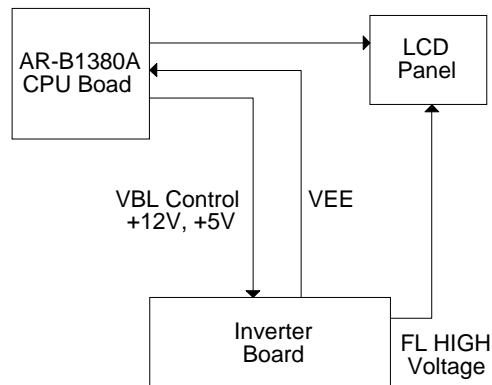 AR-B1380A
CPU Boad
LCD
Panel
VBL Control
+12V, +5V
VEE
Inverter
Board
FL HIGH
Voltage